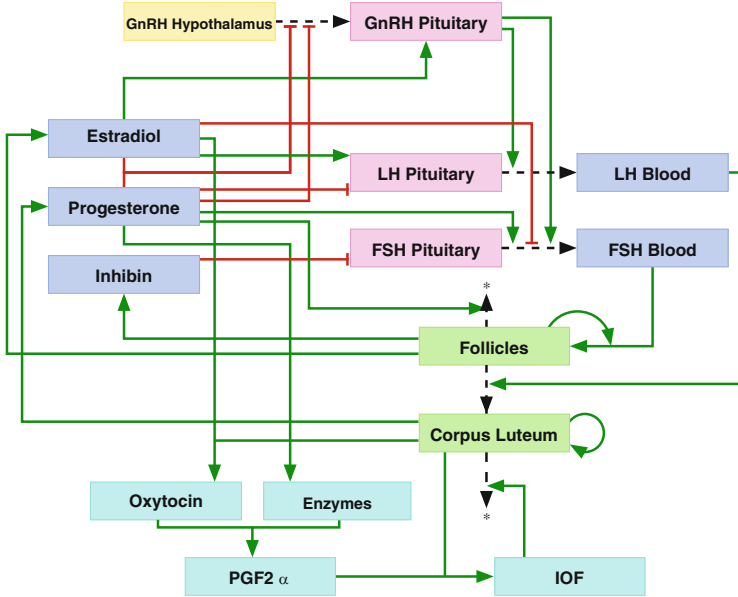 GnRH Hypothalamus
GnRH Pituitary
Estradiol
LH Pituitary
LH Blood
Progesterone
FSH Pituitary
FSH Blood
Inhibin
*
Follicles
Corpus Luteum
Oxytocin
Enzymes
*
PGF2 α
IOF